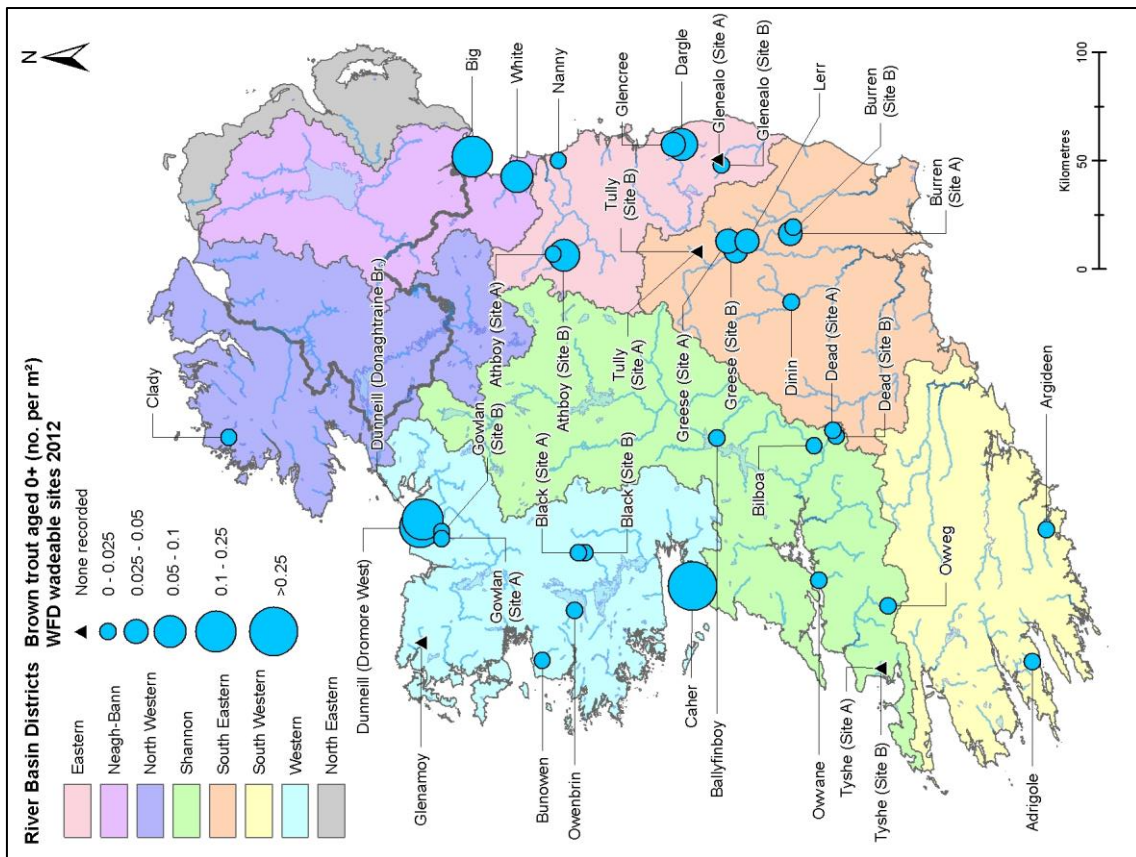 River Basin Districts
Eastern
Neagh-Bann
North Western
Shannon
South Eastern
South Western
Western
North Eastern
Brown trout aged 0+ (no. per m²)
WFD wadeable sites 2012
None recorded
0 - 0.025
0.025 - 0.05
0.05 - 0.1
0.1 - 0.25
>0.25
N
Clady
Dunneill (Donaghtraine Br.)
Dunneill (Dromore West)
Gowlan
(Site B)
Gowlan
(Site A)
Glenamoy
Bunowen
Owenbrin
Black (Site A)
Black (Site B)
Caher
Ballyfinboy
Bilboa
Owvane
Tyshe (Site A)
Tyshe (Site B)
Owveg
Adrigole
Argideen
Big
White
Nanny
Athboy (Site A)
Athboy (Site B)
Glencree
Dargle
Glenealo (Site A)
Glenealo (Site B)
Tully
(Site B)
Tully
(Site A)
Greese (Site A)
Greese (Site B)
Lerr
Burren
(Site B)
Burren
(Site A)
Dinin
Dead (Site A)
Dead (Site B)
0
50
100
Kilometres